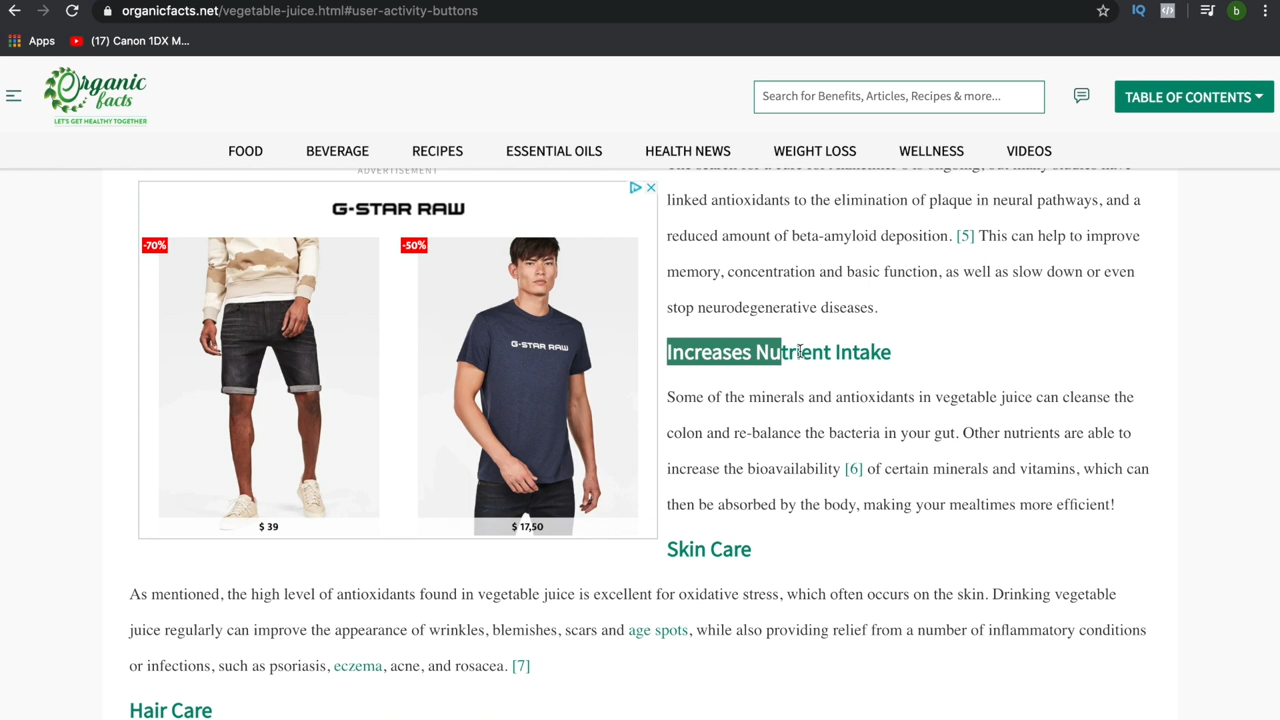 organicfacts.net/vegetable-juice.html#user-activity-buttons
b
Apps
(17) Canon 1DX M...
Organic
facts
LET'S GET HEALTHY TOGETHER
Search for Benefits, Articles, Recipes & more...
TABLE OF CONTENTS
FOOD BEVERAGE RECIPES ESSENTIAL OILS HEALTH NEWS WEIGHT LOSS WELLNESS VIDEOS
ADVERTISEMENT
G-STAR RAW
-70%
-50%
G-STAR RAW
$ 39
$ 17,50
linked antioxidants to the elimination of plaque in neural pathways, and a
reduced amount of beta-amyloid deposition. [5] This can help to improve
memory, concentration and basic function, as well as slow down or even
stop neurodegenerative diseases.
Increases Nutrient Intake
Some of the minerals and antioxidants in vegetable juice can cleanse the
colon and re-balance the bacteria in your gut. Other nutrients are able to
increase the bioavailability [6] of certain minerals and vitamins, which can
then be absorbed by the body, making your mealtimes more efficient!
Skin Care
As mentioned, the high level of antioxidants found in vegetable juice is excellent for oxidative stress, which often occurs on the skin. Drinking vegetable
juice regularly can improve the appearance of wrinkles, blemishes, scars and age spots, while also providing relief from a number of inflammatory conditions
or infections, such as psoriasis, eczema, acne, and rosacea. [7]
Hair Care